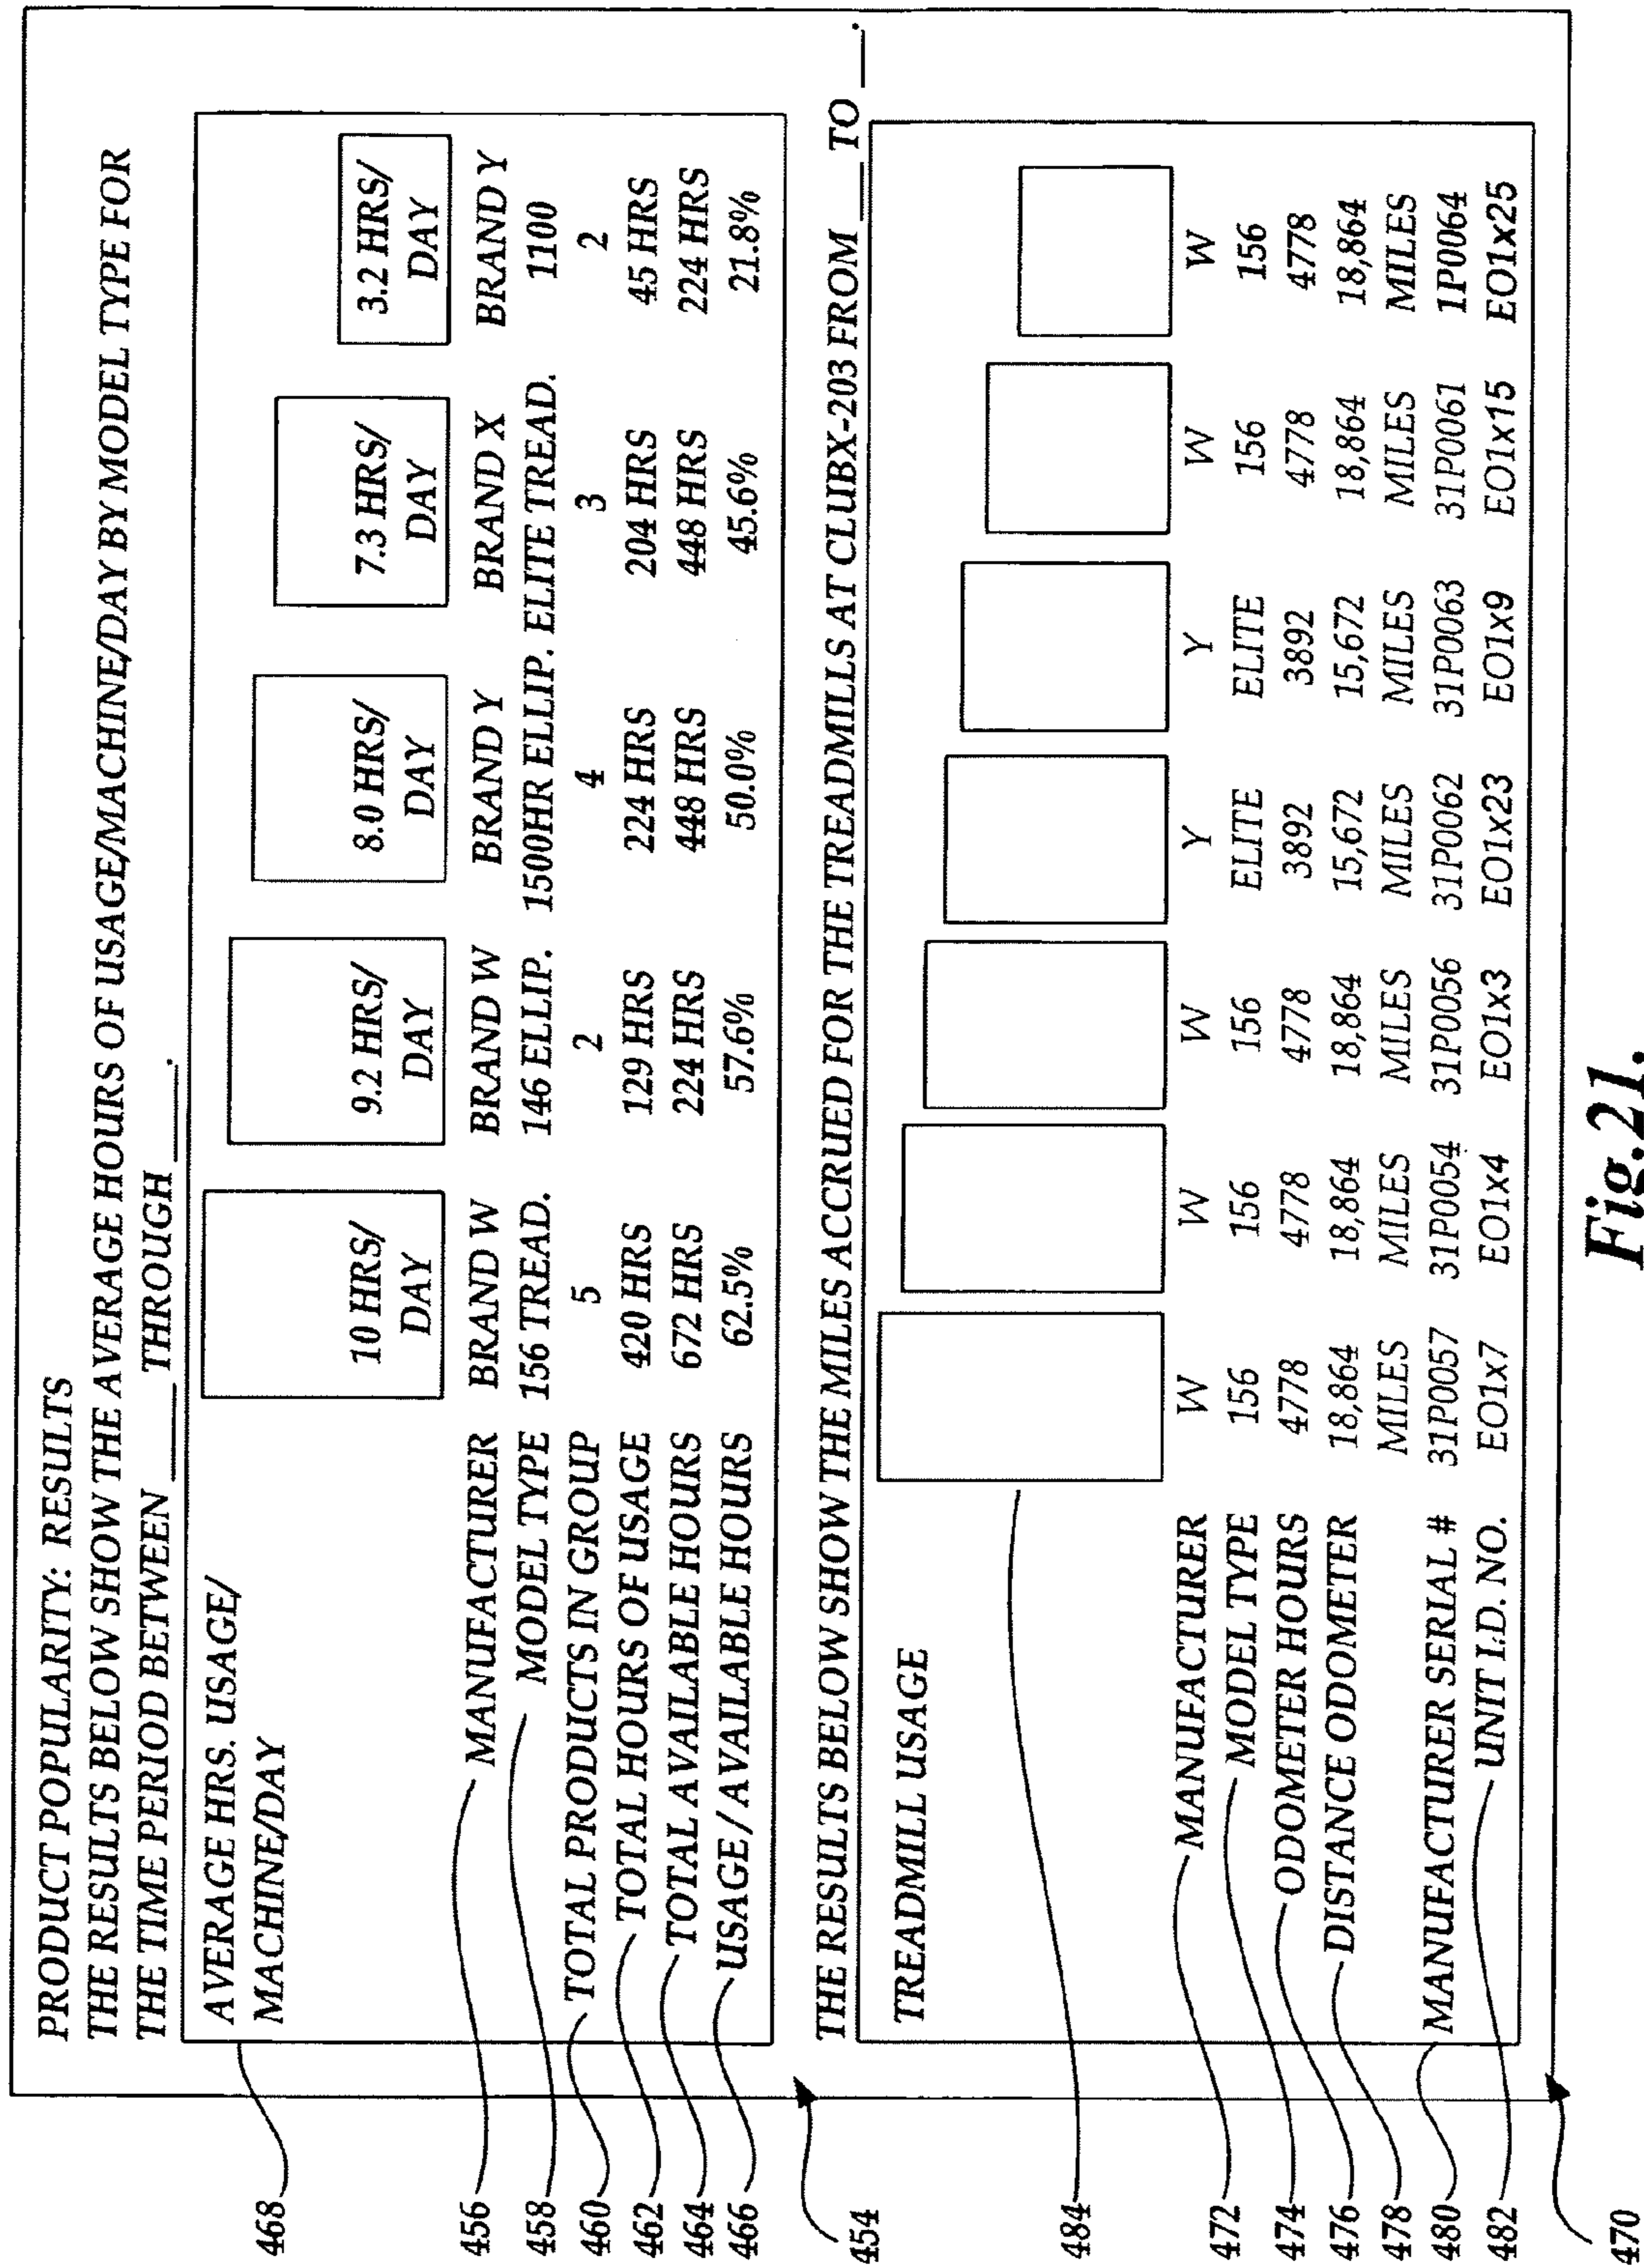 PRODUCT POPULARITY: RESULTS
THE RESULTS BELOW SHOW THE AVERAGE HOURS OF USAGE/MACHINE/DAY BY MODEL TYPE FOR
THE TIME PERIOD BETWEEN ____ THROUGH ____.
AVERAGE HRS. USAGE/
MACHINE/DAY
10 HRS/ 9.2 HRS/ 8.0 HRS/ 7.3 HRS/ 3.2 HRS/
DAY DAY DAY DAY DAY
MANUFACTURER BRAND W BRAND W BRAND Y BRAND X BRAND Y
MODEL TYPE 156 TREAD. 146 ELLIP. 1500HR ELLIP. ELITE TREAD. 1100
TOTAL PRODUCTS IN GROUP 5 2 4 3 2
TOTAL HOURS OF USAGE 420 HRS 129 HRS 224 HRS 204 HRS 45 HRS
TOTAL AVAILABLE HOURS 672 HRS 224 HRS 448 HRS 448 HRS 224 HRS
USAGE/AVAILABLE HOURS 62.5% 57.6% 50.0% 45.6% 21.8%
THE RESULTS BELOW SHOW THE MILES ACCRUED FOR THE TREADMILLS AT CLUBX-203 FROM ___ TO ___.
TREADMILL USAGE
MANUFACTURER W W W Y Y W W
MODEL TYPE 156 156 156 ELITE ELITE 156 156
ODOMETER HOURS 4778 4778 4778 3892 3892 4778 4778
DISTANCE ODOMETER 18,864 18,864 18,864 15,672 15,672 18,864 18,864
MILES MILES MILES MILES MILES MILES MILES
MANUFACTURER SERIAL # 31P0057 31P0054 31P0056 31P0062 31P0063 31P0061 1P0064
UNIT I.D. NO. EO1x7 EO1x4 EO1x3 EO1x23 EO1x9 EO1x15 EO1x25
468
456
458
460
462
464
466
454
484
472
474
476
478
480
482
470
Fig.21.